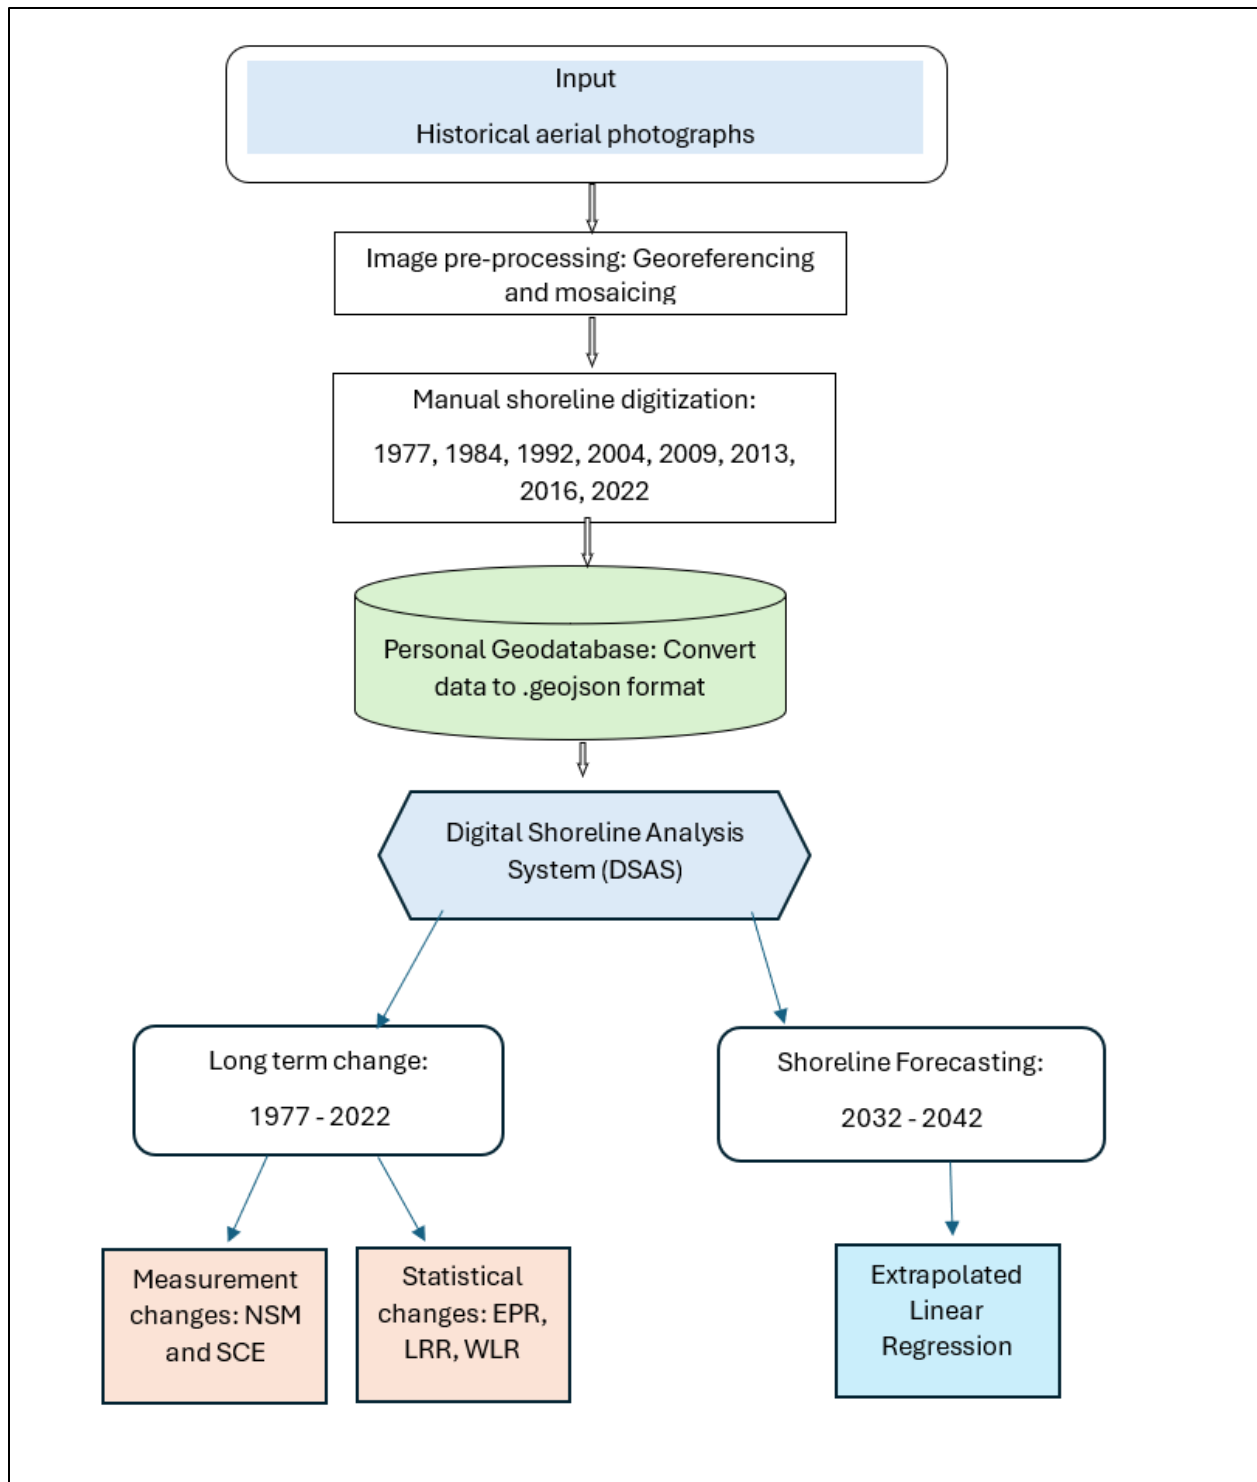 Input
Historical aerial photographs
Image pre-processing: Georeferencing
and mosaicing
Manual shoreline digitization:
1977, 1984, 1992, 2004, 2009, 2013,
2016, 2022
Personal Geodatabase: Convert
data to .geojson format
Digital Shoreline Analysis
System (DSAS)
Long term change:
1977 - 2022
Shoreline Forecasting:
2032 - 2042
Measurement
changes: NSM
and SCE
Statistical
changes: EPR,
LRR, WLR
Extrapolated
Linear
Regression